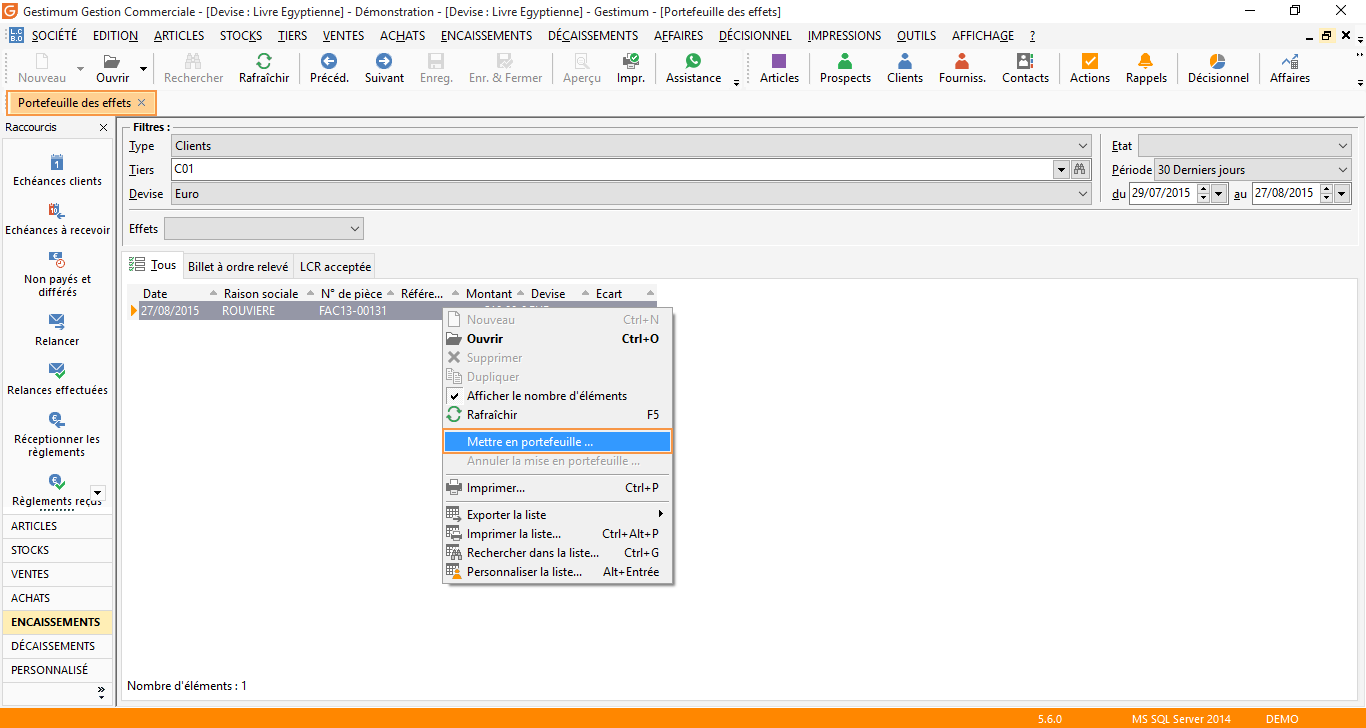 Gestimum Gestion Commerciale - [Devise : Livre Egyptienne] - Démonstration - [Devise : Livre Egyptienne] - Gestimum - [Portefeuille des effets]
SOCIÉTÉ EDITION ARTICLES STOCKS TIERS VENTES ACHATS ENCAISSEMENTS DÉCAISSEMENTS AFFAIRES DÉCISIONNEL IMPRESSIONS OUTILS AFFICHAGE ?
Nouveau Ouvrir Rechercher Rafraîchir Précéd. Suivant Enreg. Enr. & Fermer Aperçu Impr. Assistance Articles Prospects Clients Fourniss. Contacts Actions Rappels Décisionnel Affaires
Portefeuille des effets
Raccourcis
Echéances clients
Echéances à recevoir
Non payés et
différés
Relancer
Relances effectuées
Réceptionner les
règlements
Règlements reçus
ARTICLES
STOCKS
VENTES
ACHATS
ENCAISSEMENTS
DÉCAISSEMENTS
PERSONNALISÉ
Filtres :
Type Clients
Tiers C01
Devise Euro
Etat
Période 30 Derniers jours
du 29/07/2015 au 27/08/2015
Effets
Tous Billet à ordre relevé LCR acceptée
Date Raison sociale N° de pièce Référe... Montant Devise Ecart
27/08/2015 ROUVIERE FAC13-00131
Nouveau Ctrl+N
Ouvrir Ctrl+O
Supprimer
Dupliquer
Afficher le nombre d'éléments
Rafraîchir F5
Mettre en portefeuille ...
Annuler la mise en portefeuille ...
Imprimer... Ctrl+P
Exporter la liste
Imprimer la liste... Ctrl+Alt+P
Rechercher dans la liste... Ctrl+G
Personnaliser la liste... Alt+Entrée
Nombre d'éléments : 1
5.6.0 MS SQL Server 2014 DEMO